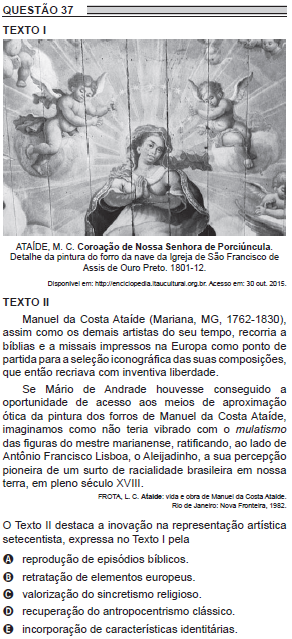 QUESTÃO 37
TEXTO I
ATAÍDE, M. C. Coroação de Nossa Senhora de Porciúncula.
Detalhe da pintura do forro da nave da Igreja de São Francisco de
Assis de Ouro Preto. 1801-12.
Disponível em: http://enciclopedia.itaucultural.org.br. Acesso em: 30 out. 2015.
TEXTO II
Manuel da Costa Ataíde (Mariana, MG, 1762-1830),
assim como os demais artistas do seu tempo, recorria a
bíblias e a missais impressos na Europa como ponto de
partida para a seleção iconográfica das suas composições,
que então recriava com inventiva liberdade.
Se Mário de Andrade houvesse conseguido a
oportunidade de acesso aos meios de aproximação
ótica da pintura dos forros de Manuel da Costa Ataíde,
imaginamos como não teria vibrado com o mulatismo
das figuras do mestre marianense, ratificando, ao lado de
Antônio Francisco Lisboa, o Aleijadinho, a sua percepção
pioneira de um surto de racialidade brasileira em nossa
terra, em pleno século XVIII.
FROTA, L. C. Ataíde: vida e obra de Manuel da Costa Ataíde.
Rio de Janeiro: Nova Fronteira, 1982.
O Texto II destaca a inovação na representação artística
setecentista, expressa no Texto I pela
A reprodução de episódios bíblicos.
B retratação de elementos europeus.
C valorização do sincretismo religioso.
D recuperação do antropocentrismo clássico.
E incorporação de características identitárias.